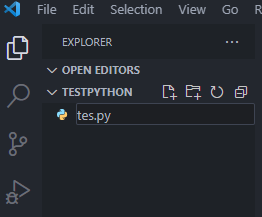 File Edit Selection View Go
EXPLORER ...
OPEN EDITORS
TESTPYTHON
tes.py